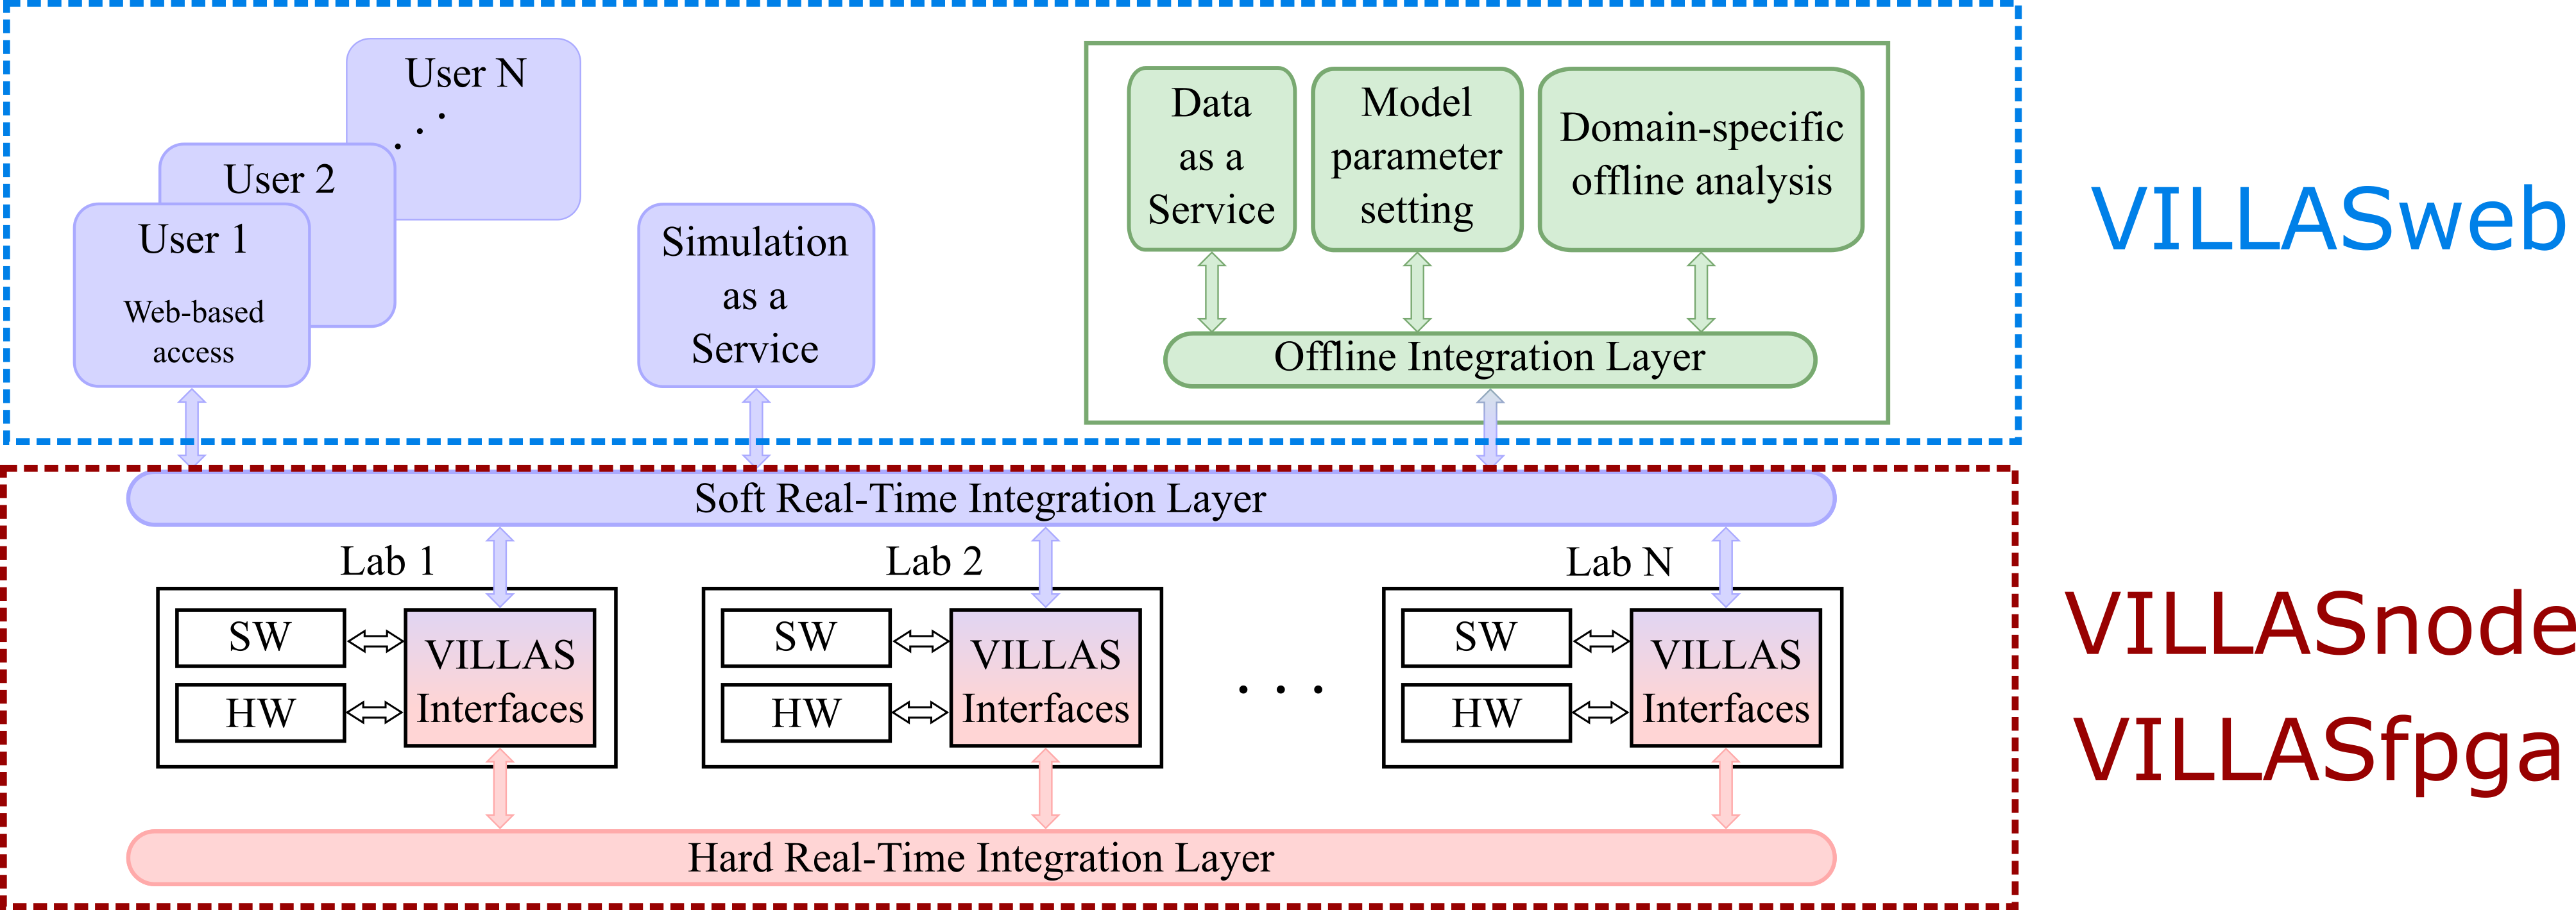 User N
. . .
User 2
User 1
Web-based
access
Simulation
as a
Service
Data
as a
Service
Model
parameter
setting
Domain-specific
offline analysis
Offline Integration Layer
VILLASweb
Soft Real-Time Integration Layer
Lab 1
SW
HW
VILLAS
Interfaces
Lab 2
SW
HW
VILLAS
Interfaces
. . .
Lab N
SW
HW
VILLAS
Interfaces
Hard Real-Time Integration Layer
VILLASnode
VILLASfpga